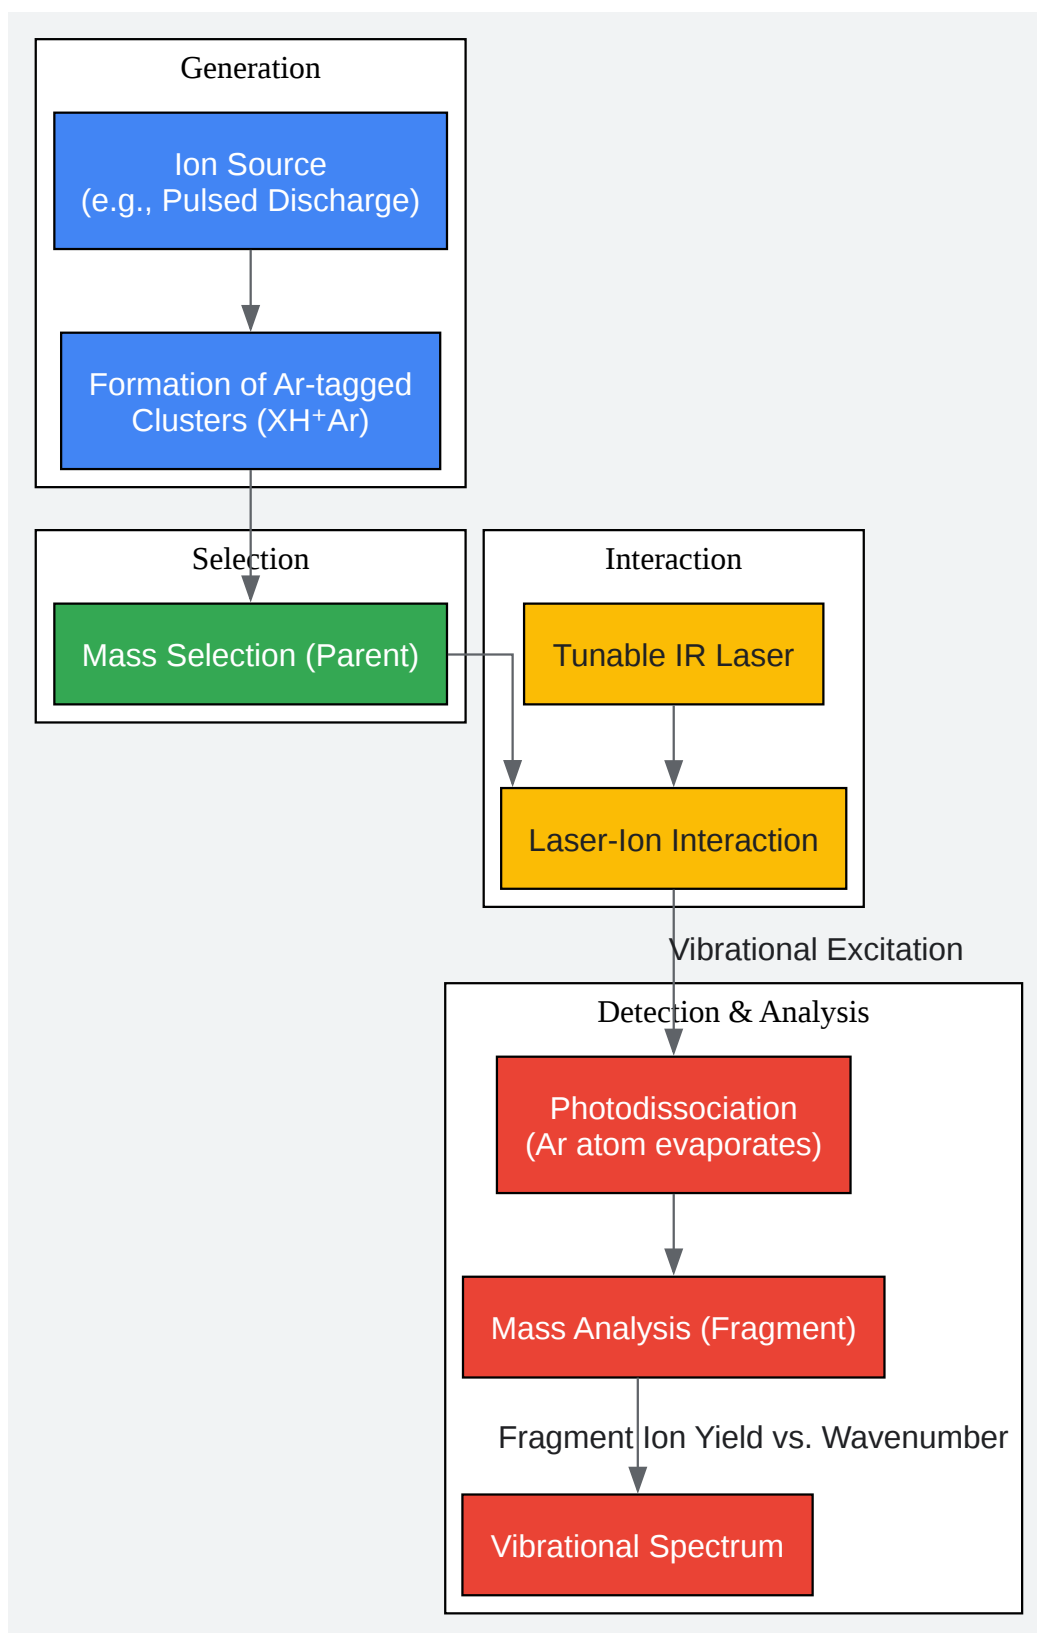 Generation
Ion Source
(e.g., Pulsed Discharge)
Formation of Ar-tagged
Clusters (XH⁺Ar)
Selection
Mass Selection (Parent)
Interaction
Tunable IR Laser
Laser-Ion Interaction
Vibrational Excitation
Detection & Analysis
Photodissociation
(Ar atom evaporates)
Mass Analysis (Fragment)
Fragment Ion Yield vs. Wavenumber
Vibrational Spectrum